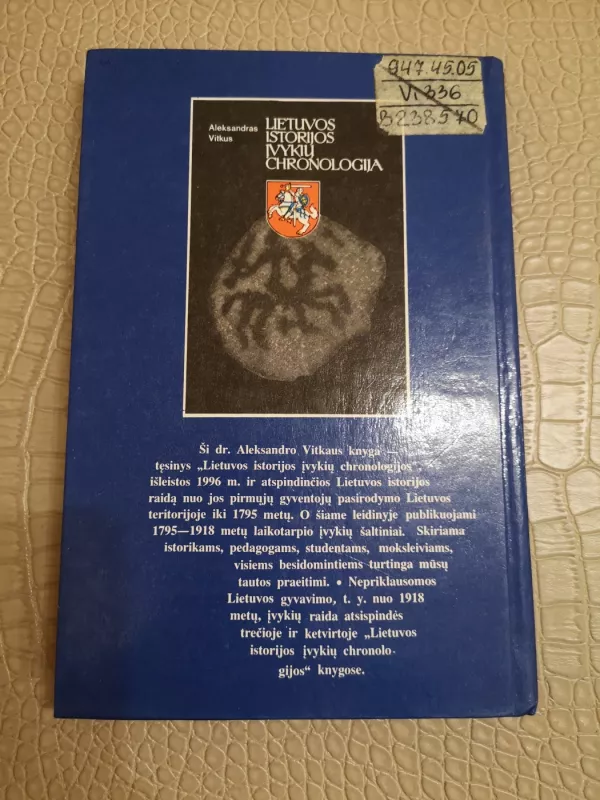 947.45.05
Vi 336
B238570
Aleksandras
Vitkus
LIETUVOS
ISTORIJOS
ĮVYKIŲ
CHRONOLOGIJA
Ši dr. Aleksandro Vitkaus knyga —
tęsinys „Lietuvos istorijos įvykių chronologijos“,
išleistos 1996 m. ir atspindinčios Lietuvos istorijos
raidą nuo jos pirmųjų gyventojų pasirodymo Lietuvos
teritorijoje iki 1795 metų. O šiame leidinyje publikuojami
1795—1918 metų laikotarpio įvykių šaltiniai. Skiriama
istorikams, pedagogams, studentams, moksleiviams,
visiems besidomintiems turtinga mūsų
tautos praeitimi. • Nepriklausomos
Lietuvos gyvavimo, t. y. nuo 1918
metų, įvykių raida atsispindės
trečioje ir ketvirtoje „Lietuvos
istorijos įvykių chronolo-
gijos“ knygose.